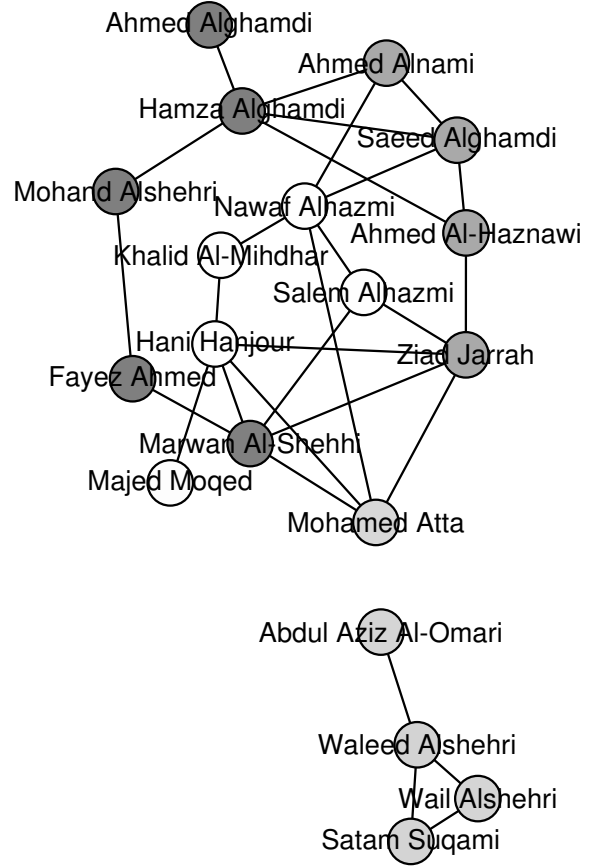 Ahmed Alghamdi
Ahmed Alnami
Hamza Alghamdi
Saeed Alghamdi
Mohand Alshehri
Nawaf Alhazmi
Ahmed Al-Haznawi
Khalid Al-Mihdhar
Salem Alhazmi
Hani Hanjour
Ziad Jarrah
Fayez Ahmed
Marwan Al-Shehhi
Majed Moqed
Mohamed Atta
Abdul Aziz Al-Omari
Waleed Alshehri
Wail Alshehri
Satam Suqami